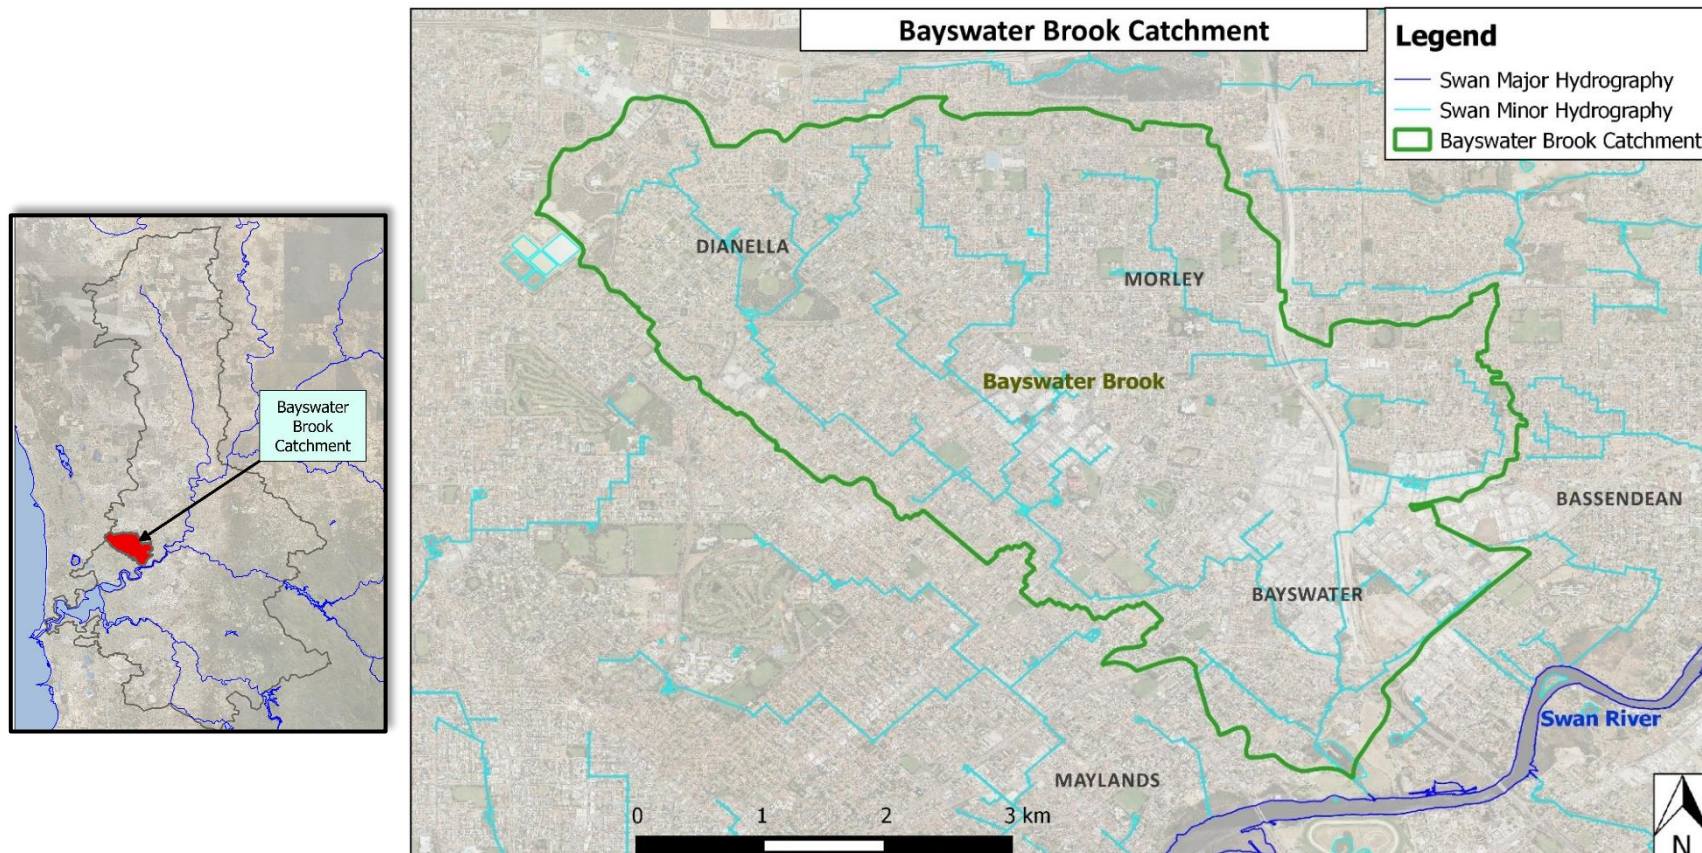 Bayswater Brook Catchment
Legend
Swan Major Hydrography
Swan Minor Hydrography
Bayswater Brook Catchment
DIANELLA
MORLEY
Bayswater Brook
Bayswater
Brook
Catchment
BASSENDEAN
BAYSWATER
Swan River
MAYLANDS
0 1 2 3 km
N